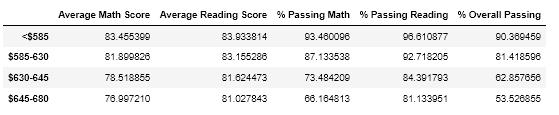 Average Math Score Average Reading Score % Passing Math % Passing Reading % Overall Passing
<$585 83.455399 83.933814 93.460096 96.610877 90.369459
$585-630 81.899826 83.155286 87.133538 92.718205 81.418596
$630-645 78.518855 81.624473 73.484209 84.391793 62.857656
$645-680 76.997210 81.027843 66.164813 81.133951 53.526855